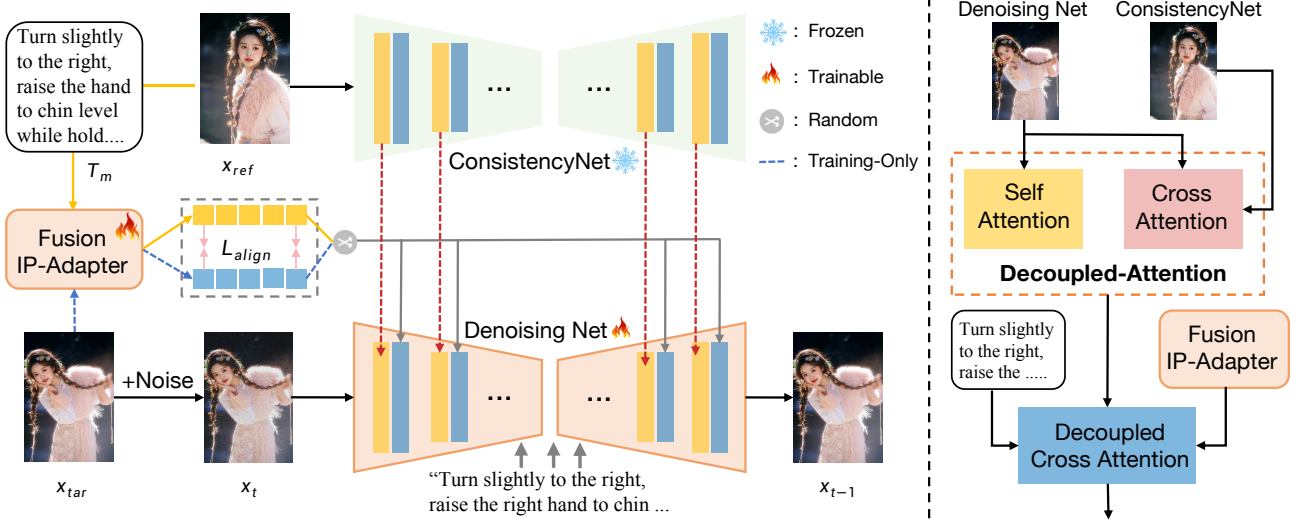 Turn slightly
to the right,
raise the hand
to chin level
while hold....
x_ref
T_m
ConsistencyNet
: Frozen
: Trainable
: Random
: Training-Only
Fusion
IP-Adapter
L_align
Denoising Net
+Noise
x_tar
x_t
“Turn slightly to the right,
raise the right hand to chin ...
x_{t-1}
...
...
...
...
Denoising Net
ConsistencyNet
Self
Attention
Cross
Attention
Decoupled-Attention
Turn slightly
to the right,
raise the .....
Fusion
IP-Adapter
Decoupled
Cross Attention